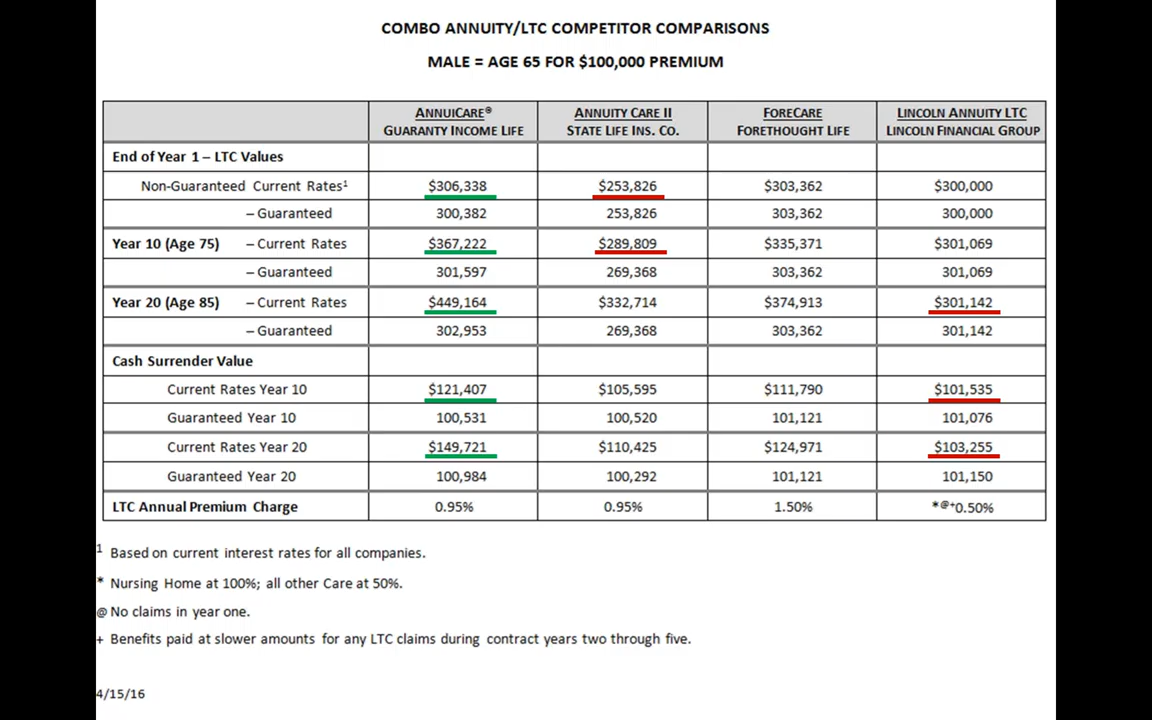 COMBO ANNUITY/LTC COMPETITOR COMPARISONS
MALE = AGE 65 FOR $100,000 PREMIUM
ANNUICARE® ANNUITY CARE II FORECARE LINCOLN ANNUITY LTC
GUARANTY INCOME LIFE STATE LIFE INS. CO. FORETHOUGHT LIFE LINCOLN FINANCIAL GROUP
End of Year 1 – LTC Values
Non-Guaranteed Current Rates¹ $306,338 $253,826 $303,362 $300,000
– Guaranteed 300,382 253,826 303,362 300,000
Year 10 (Age 75) – Current Rates $367,222 $289,809 $335,371 $301,069
– Guaranteed 301,597 269,368 303,362 301,069
Year 20 (Age 85) – Current Rates $449,164 $332,714 $374,913 $301,142
– Guaranteed 302,953 269,368 303,362 301,142
Cash Surrender Value
Current Rates Year 10 $121,407 $105,595 $111,790 $101,535
Guaranteed Year 10 100,531 100,520 101,121 101,076
Current Rates Year 20 $149,721 $110,425 $124,971 $103,255
Guaranteed Year 20 100,984 100,292 101,121 101,150
LTC Annual Premium Charge 0.95% 0.95% 1.50% *@+0.50%
1 Based on current interest rates for all companies.
* Nursing Home at 100%; all other Care at 50%.
@ No claims in year one.
+ Benefits paid at slower amounts for any LTC claims during contract years two through five.
4/15/16